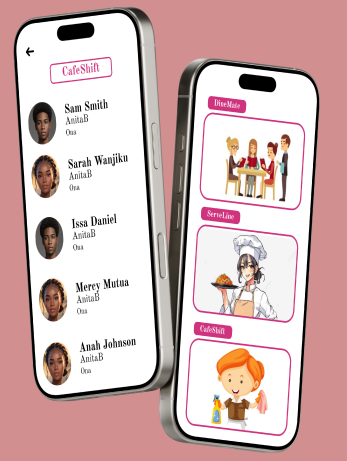 CafeShift
Sam Smith
AnitaB
Ona
Sarah Wanjiku
AnitaB
Ona
Issa Daniel
AnitaB
Ona
Mercy Mutua
AnitaB
Ona
Anah Johnson
AnitaB
Ona
DineMate
ServeLine
CafeShift